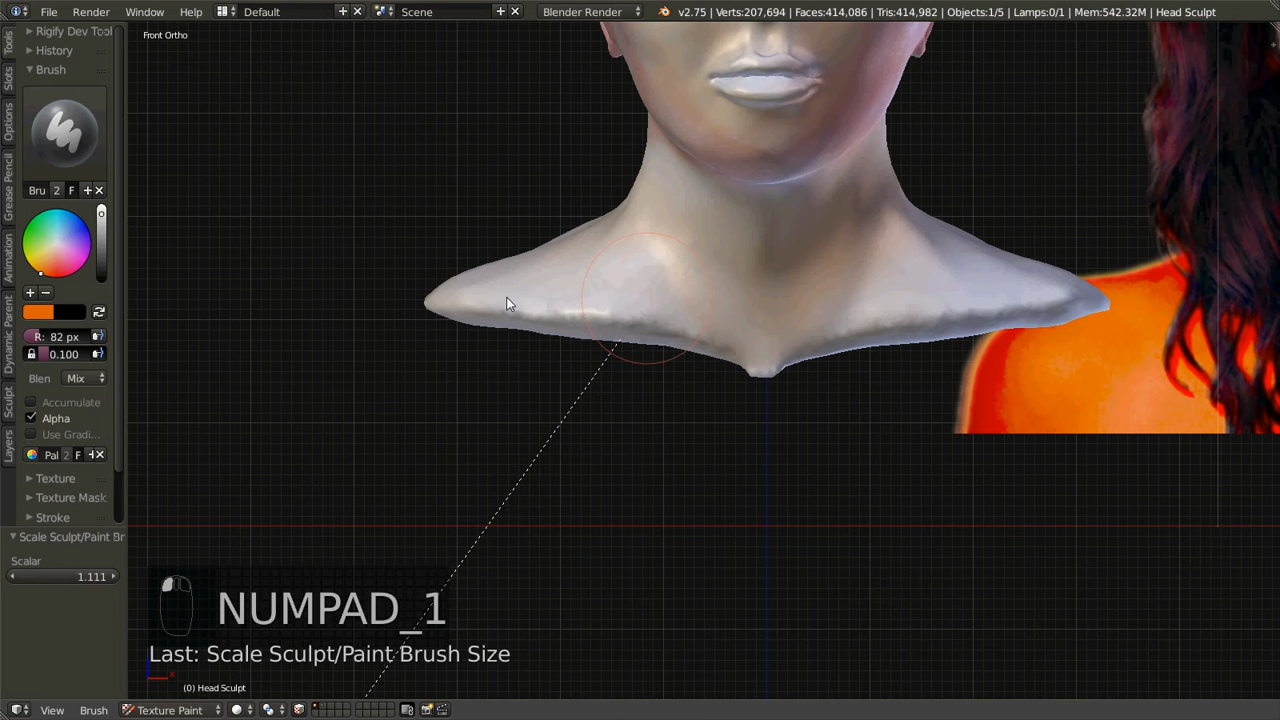 File Render Window Help Default Scene Blender Render v2.75 | Verts:207,694 | Faces:414,086 | Tris:414,982 | Objects:1/5 | Lamps:0/1 | Mem:542.32M | Head Sculpt
Front Ortho
Tools
Slots
Options
Grease Pencil
Animation
Dynamic Parent
Sculpt
Layers
Rigify Dev Tool
History
Brush
Bru 2 F
R: 82 px
0.100
Blen Mix
Accumulate
Alpha
Use Gradi...
Pal 2 F
Texture
Texture Mask
Stroke
Scale Sculpt/Paint Br
Scalar
1.111
NUMPAD_1
Last: Scale Sculpt/Paint Brush Size
x
(0) Head Sculpt
View Brush Texture Paint